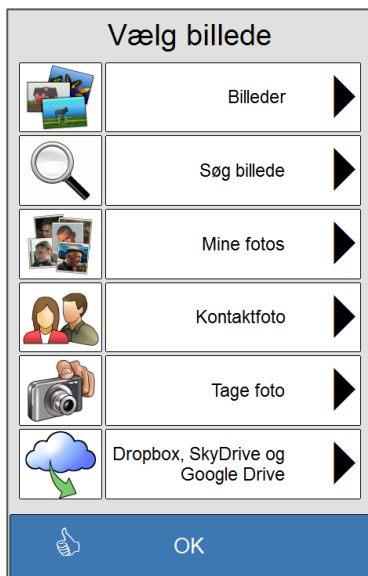 Vælg billede
Billeder
Søg billede
Mine fotos
Kontaktfoto
Tage foto
Dropbox, SkyDrive og
Google Drive
OK